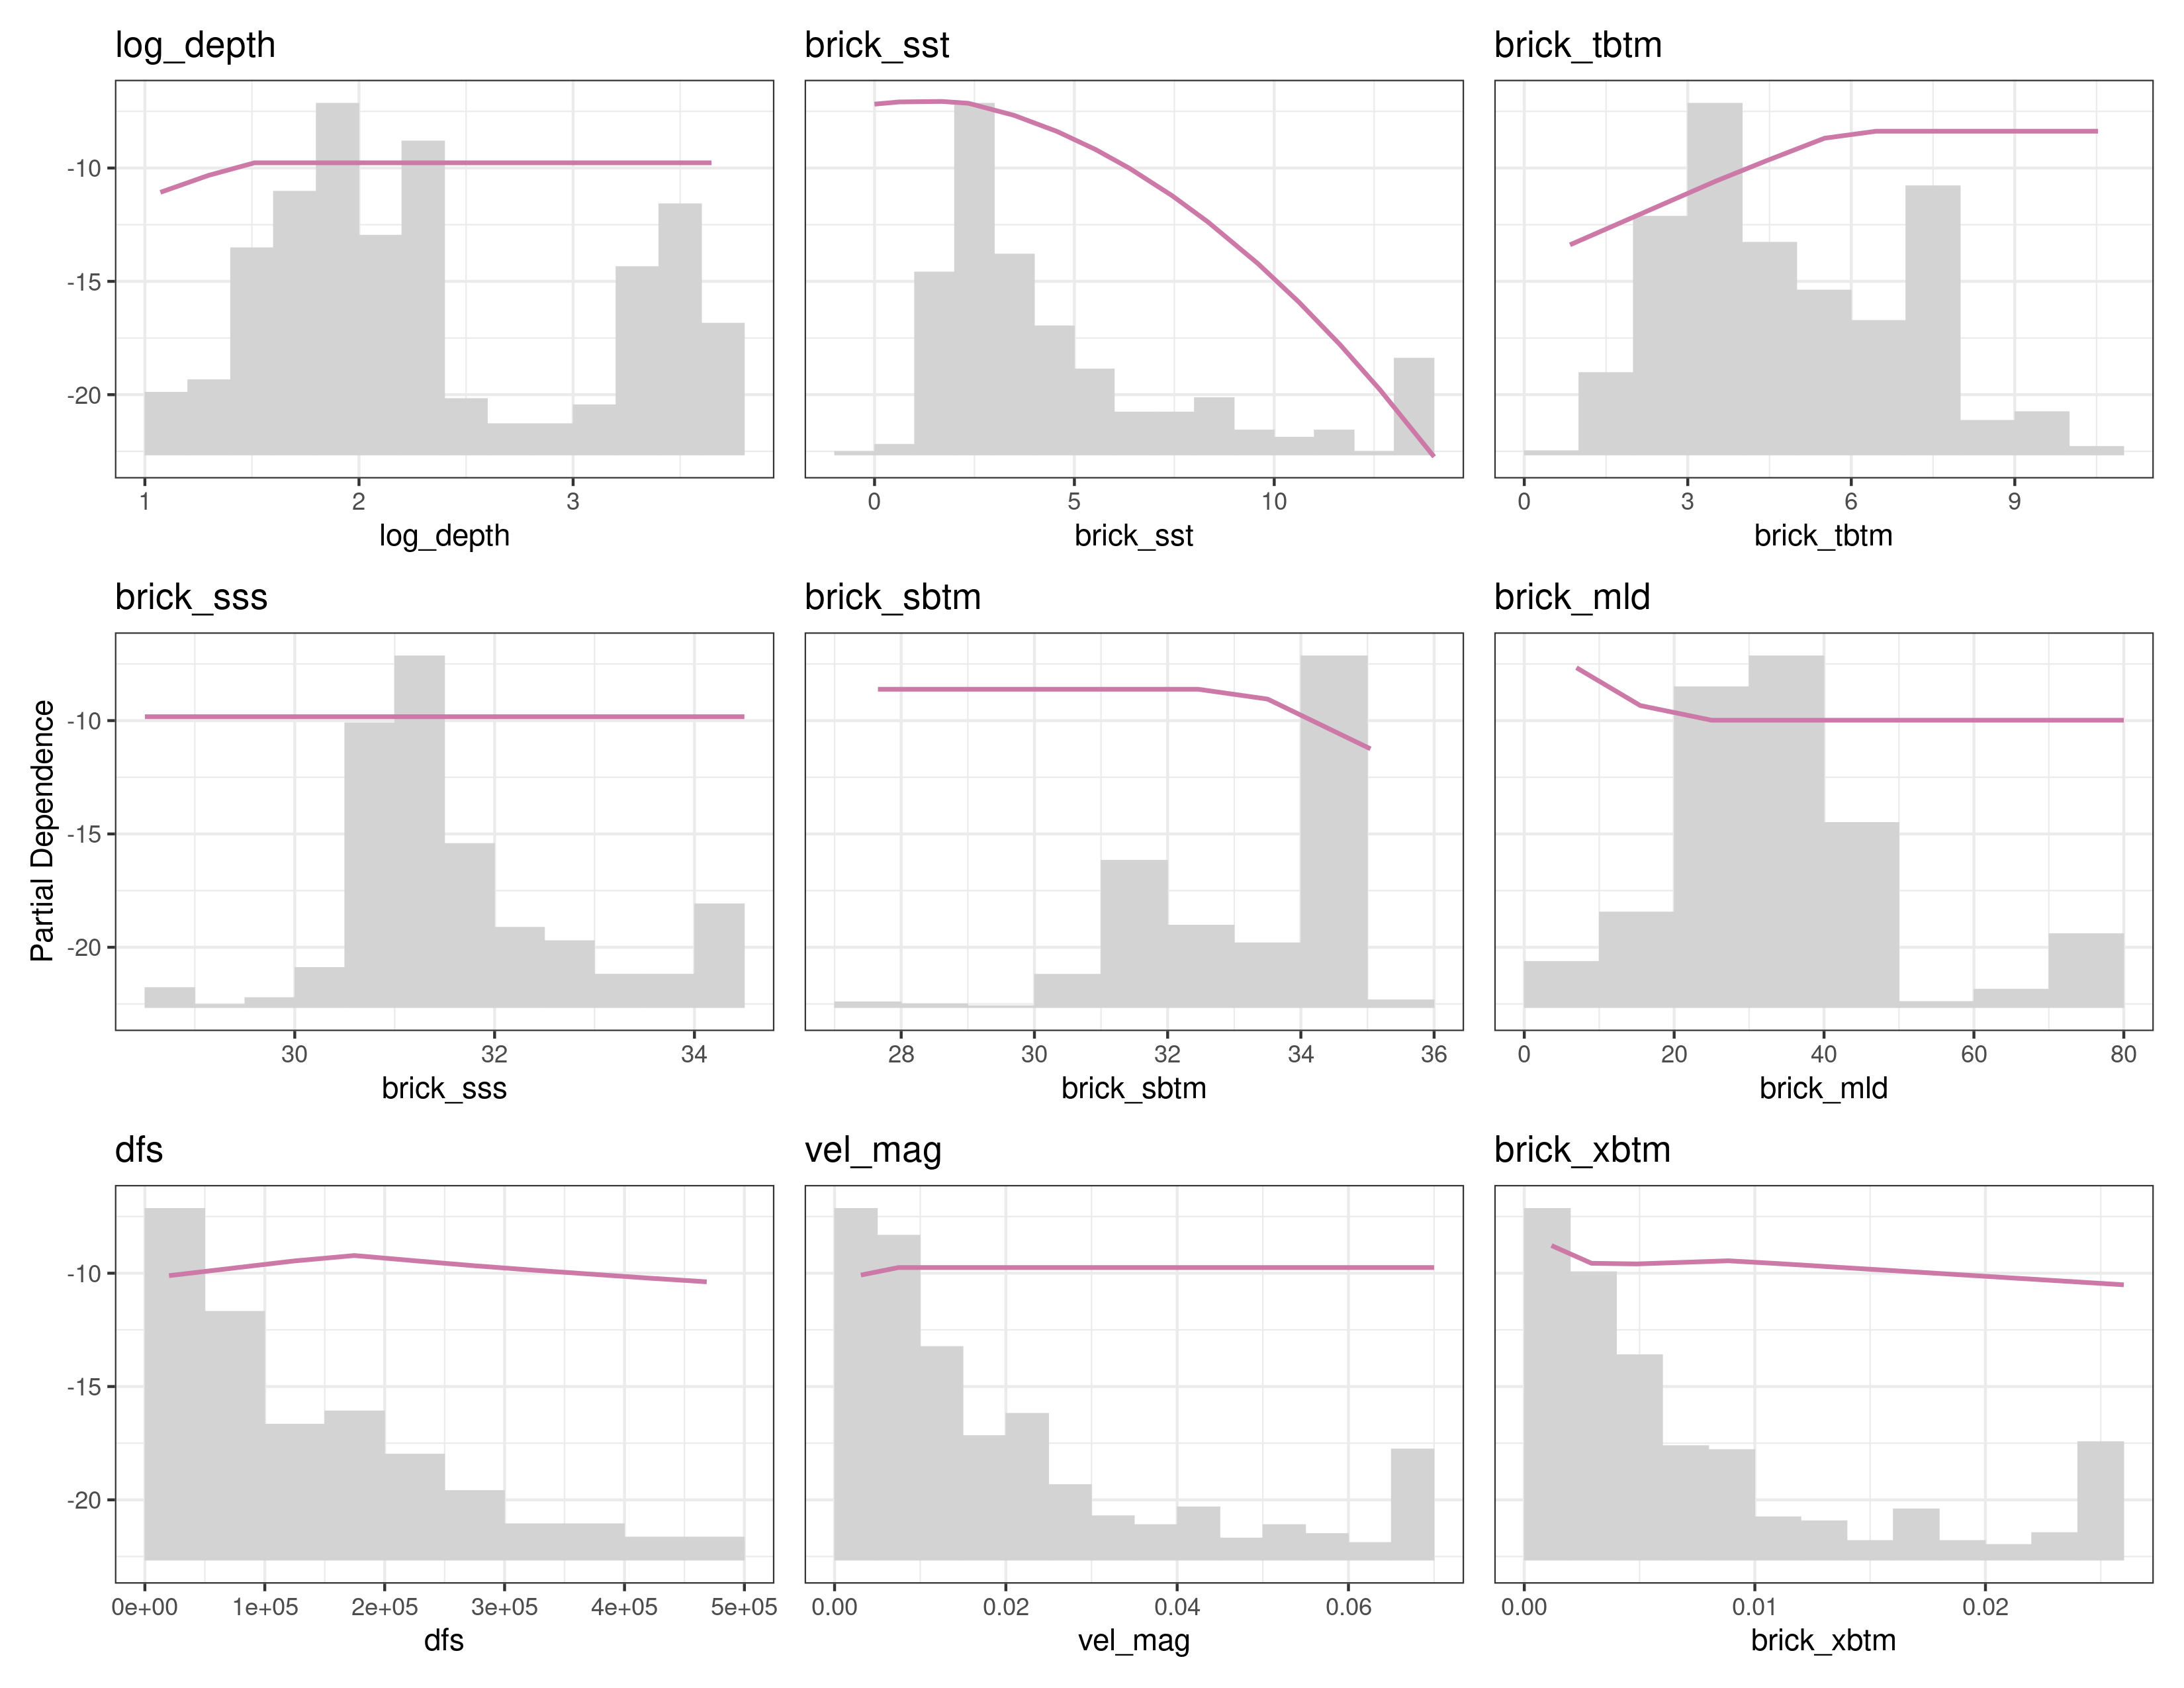 log_depth
brick_sst
brick_tbtm
-10
-15
-20
1 2 3
0 5 10
0 3 6 9
log_depth
brick_sst
brick_tbtm
brick_sss
brick_sbtm
brick_mld
Partial Dependence
-10
-15
-20
30 32 34
28 30 32 34 36
0 20 40 60 80
brick_sss
brick_sbtm
brick_mld
dfs
vel_mag
brick_xbtm
-10
-15
-20
0e+00 1e+05 2e+05 3e+05 4e+05 5e+05
0.00 0.02 0.04 0.06
0.00 0.01 0.02
dfs
vel_mag
brick_xbtm